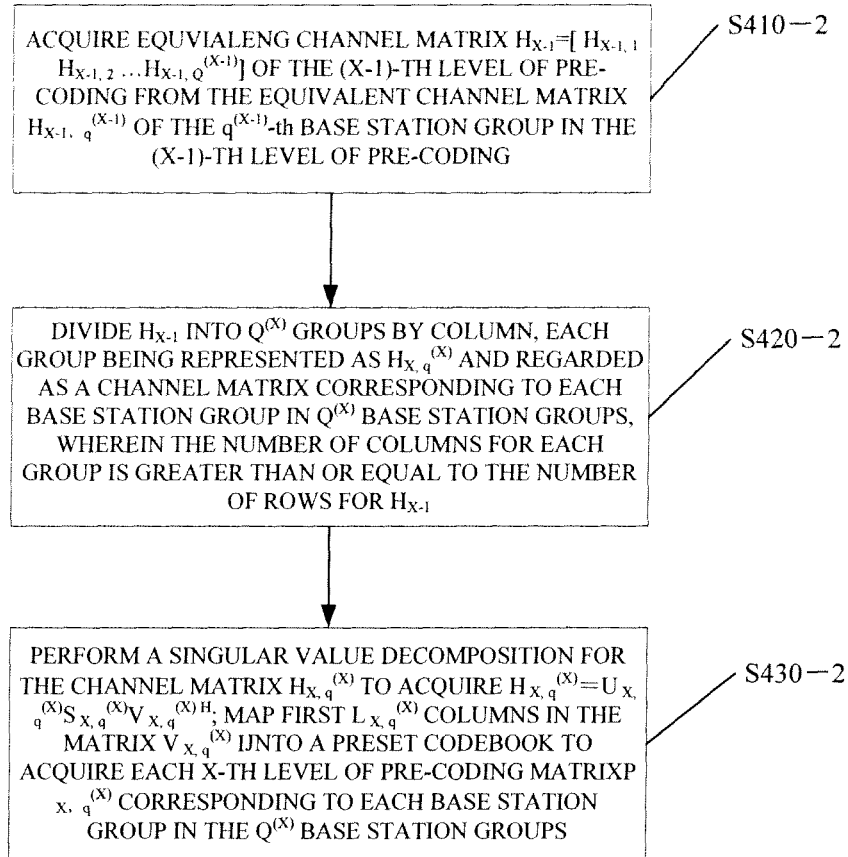 ACQUIRE EQUVIALENG CHANNEL MATRIX H_{X-1}=[ H_{X-1, 1}
H_{X-1, 2} ...H_{X-1, Q}^{(X-1)}] OF THE (X-1)-TH LEVEL OF PRE-
CODING FROM THE EQUIVALENT CHANNEL MATRIX
H_{X-1, q}^{(X-1)} OF THE q^{(X-1)}-th BASE STATION GROUP IN THE
(X-1)-TH LEVEL OF PRE-CODING
S410-2
DIVIDE H_{X-1} INTO Q^{(X)} GROUPS BY COLUMN, EACH
GROUP BEING REPRESENTED AS H_{X, q}^{(X)} AND REGARDED
AS A CHANNEL MATRIX CORRESPONDING TO EACH
BASE STATION GROUP IN Q^{(X)} BASE STATION GROUPS,
WHEREIN THE NUMBER OF COLUMNS FOR EACH
GROUP IS GREATER THAN OR EQUAL TO THE NUMBER
OF ROWS FOR H_{X-1}
S420-2
PERFORM A SINGULAR VALUE DECOMPOSITION FOR
THE CHANNEL MATRIX H_{X, q}^{(X)} TO ACQUIRE H_{X, q}^{(X)}=U_{X,
q}^{(X)}S_{X, q}^{(X)}V_{X, q}^{(X) H}; MAP FIRST L_{X, q}^{(X)} COLUMNS IN THE
MATRIX V_{X, q}^{(X)} IJNTO A PRESET CODEBOOK TO
ACQUIRE EACH X-TH LEVEL OF PRE-CODING MATRIXP
_{X, q}^{(X)} CORRESPONDING TO EACH BASE STATION
GROUP IN THE Q^{(X)} BASE STATION GROUPS
S430-2